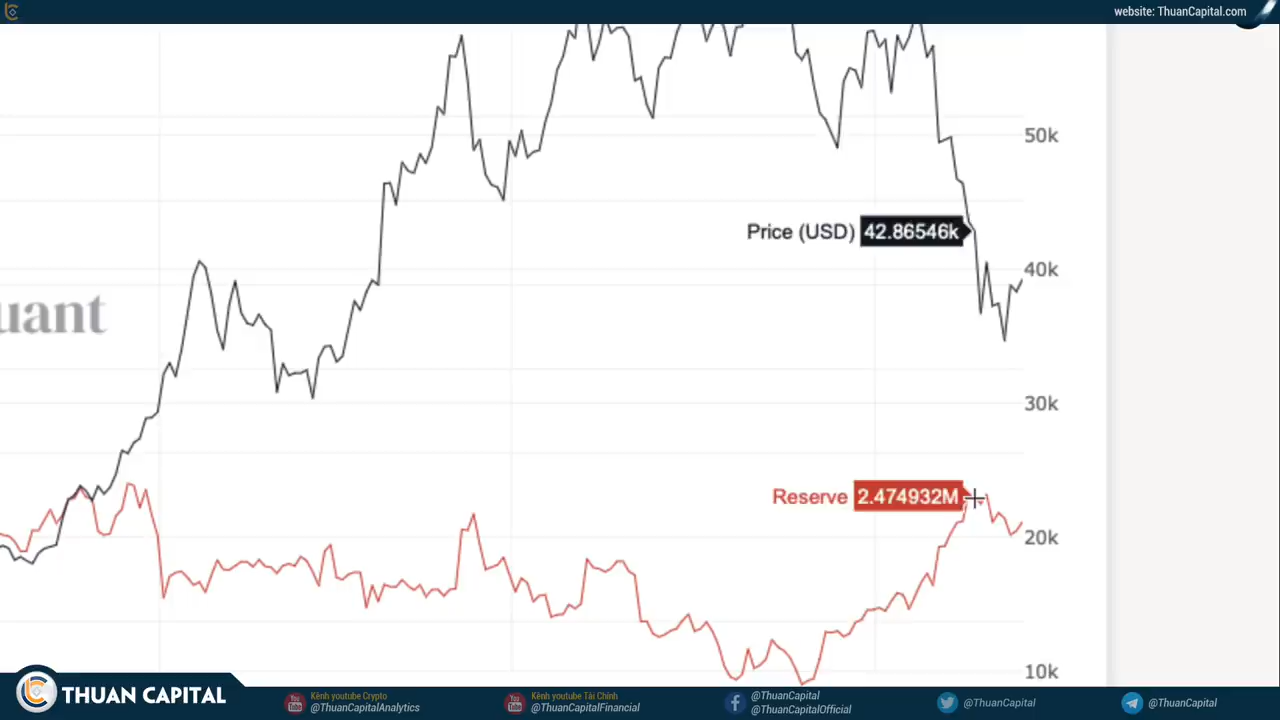 website: ThuanCapital.com
50k
Price (USD) 42.86546k
40k
uant
30k
Reserve 2.474932M
20k
10k
THUAN CAPITAL
Kênh youtube Crypto
@ThuanCapitalAnalytics
Kênh youtube Tài Chính
@ThuanCapitalFinancial
@ThuanCapital
@ThuanCapitalOfficial
@ThuanCapital
@ThuanCapital